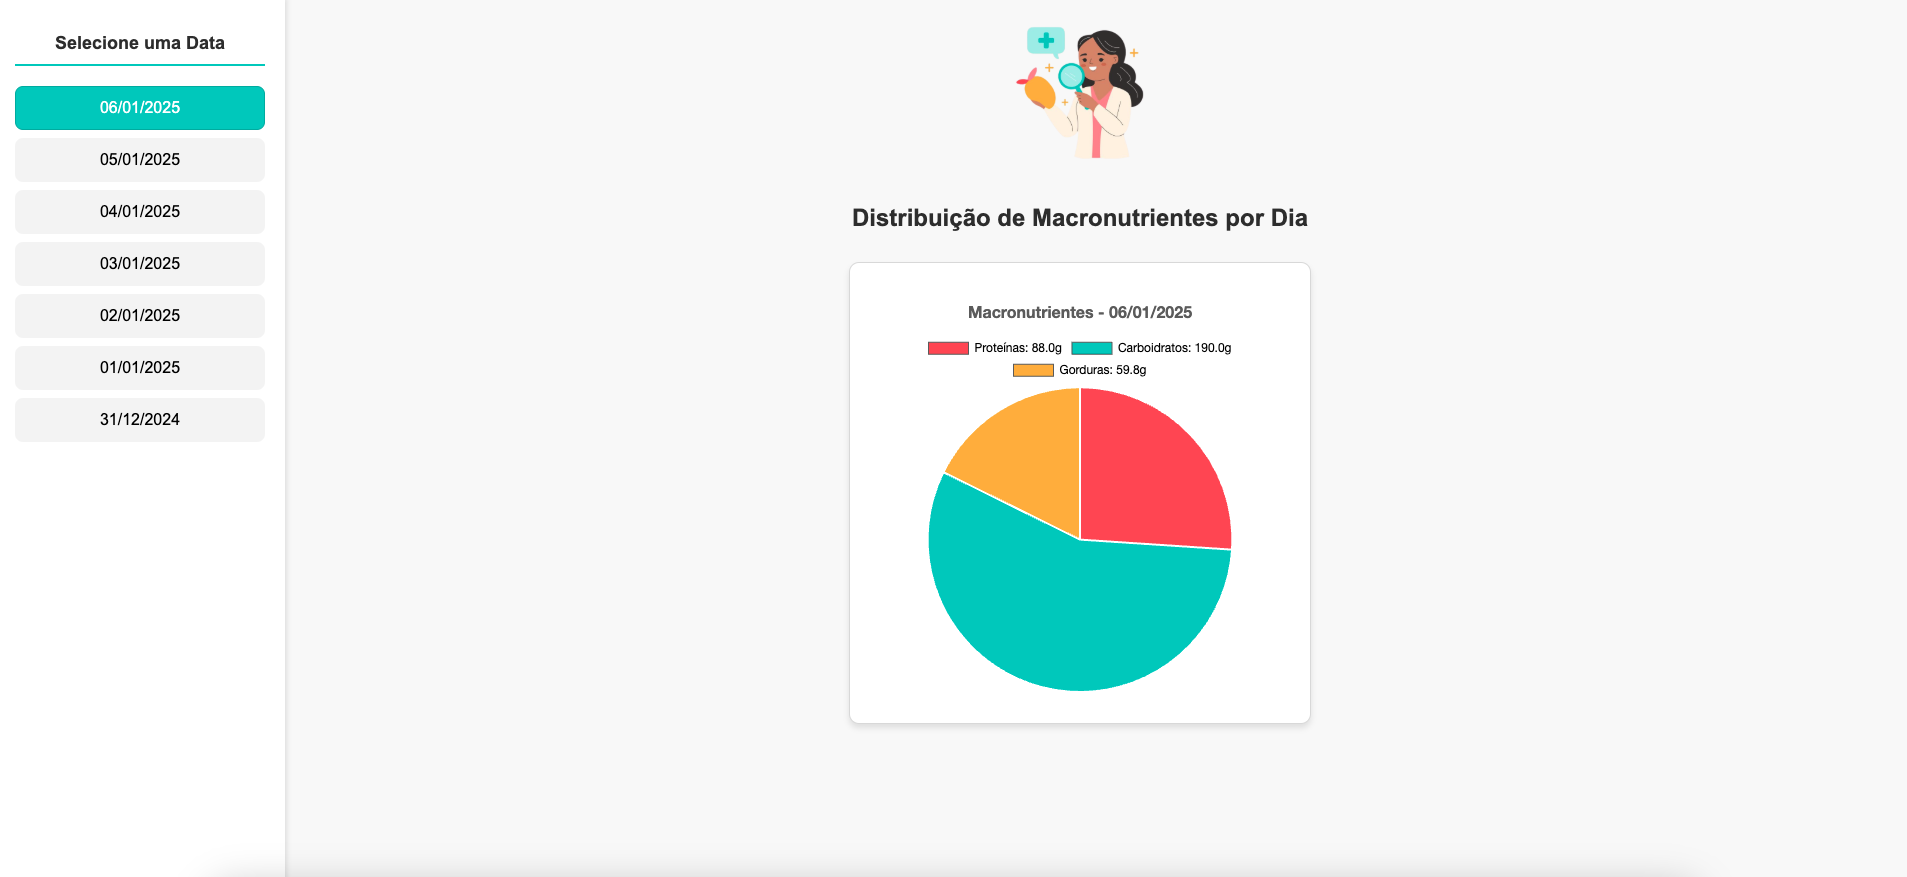 Selecione uma Data
06/01/2025
05/01/2025
04/01/2025
03/01/2025
02/01/2025
01/01/2025
31/12/2024
Distribuição de Macronutrientes por Dia
Macronutrientes - 06/01/2025
Proteínas: 88.0g Carboidratos: 190.0g
Gorduras: 59.8g